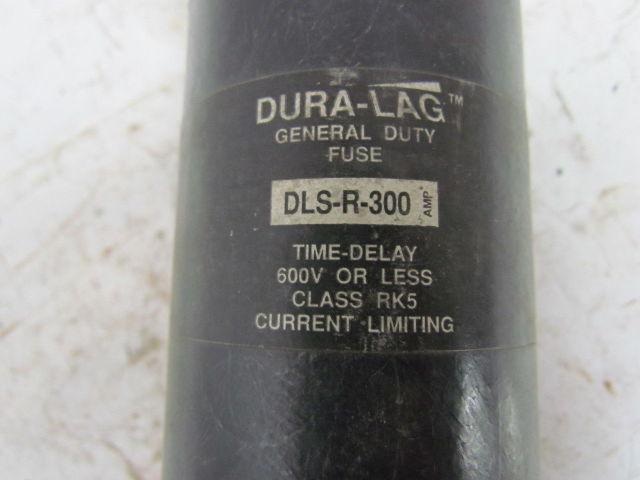 DURA-LAG™
GENERAL DUTY
FUSE
DLS-R-300 AMP
TIME-DELAY
600V OR LESS
CLASS RK5
CURRENT LIMITING